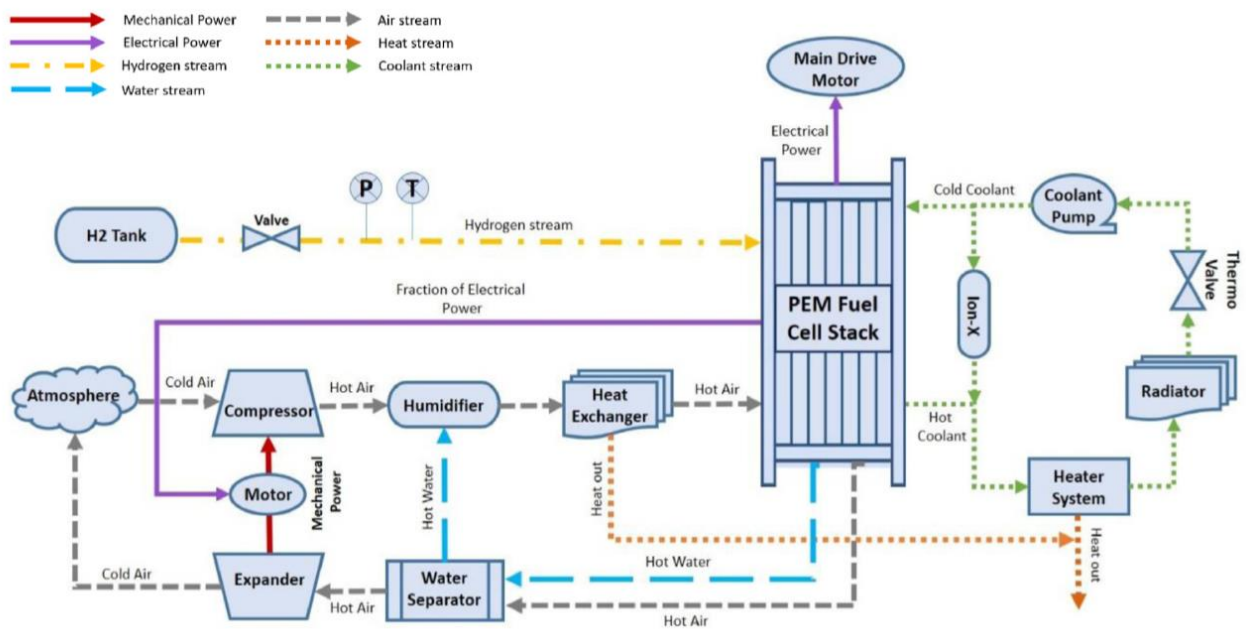 Mechanical Power
Electrical Power
Hydrogen stream
Water stream
Air stream
Heat stream
Coolant stream
Main Drive
Motor
Electrical
Power
H2 Tank
Valve
P
T
Hydrogen stream
Cold Coolant
Coolant
Pump
Thermo
Valve
Ion-X
Fraction of Electrical
Power
PEM Fuel
Cell Stack
Atmosphere
Cold Air
Compressor
Hot Air
Humidifier
Heat
Exchanger
Hot Air
Hot
Coolant
Radiator
Motor
Mechanical
Power
Hot Water
Heat out
Heater
System
Heat out
Cold Air
Expander
Hot Air
Water
Separator
Hot Water
Hot Air